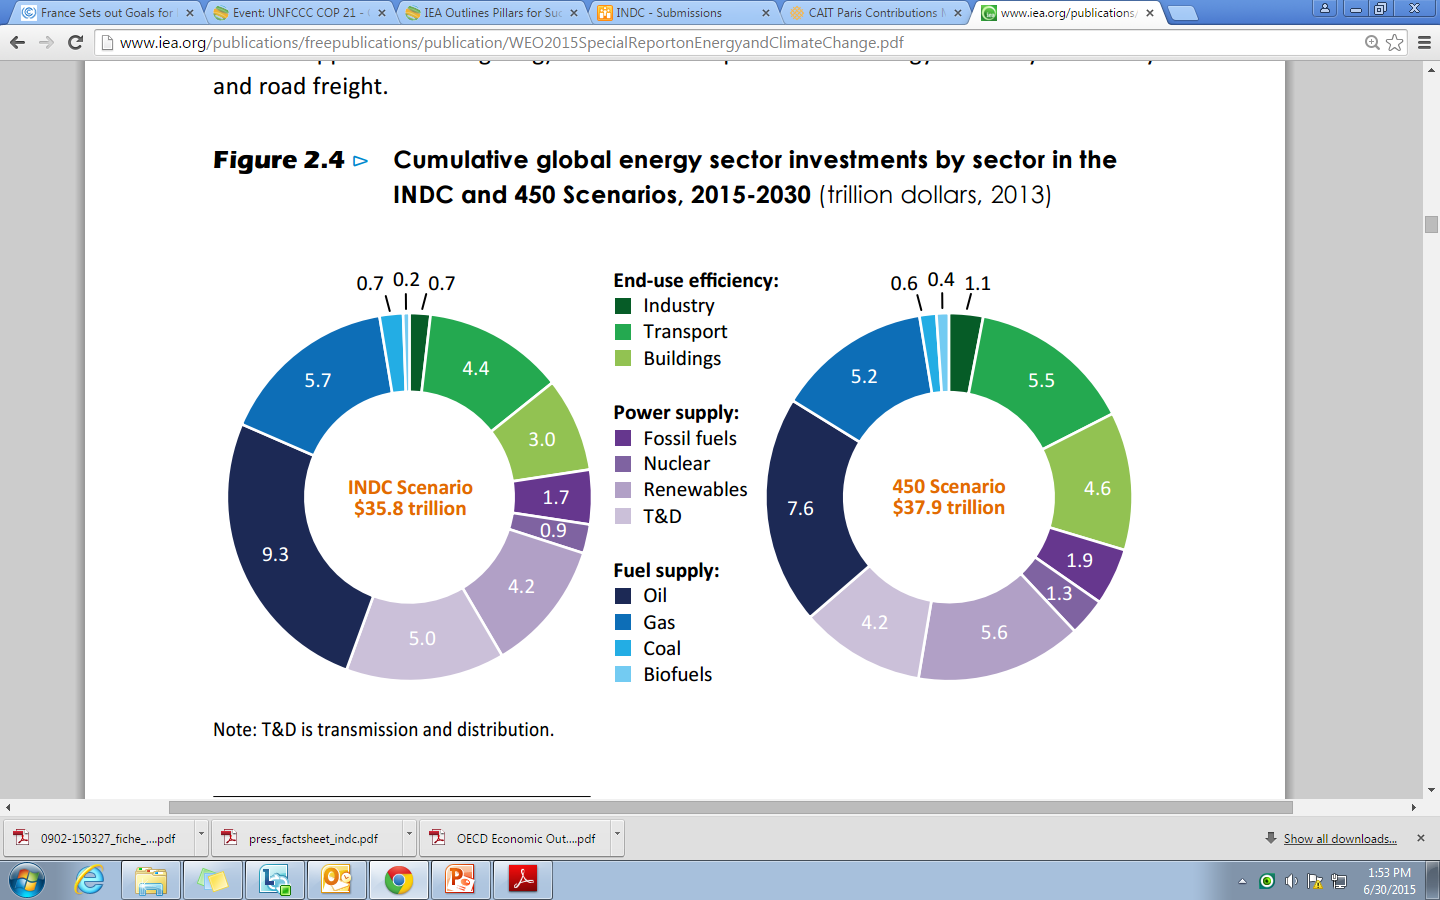 France Sets out Goals for
Event: UNFCCC COP 21 -
IEA Outlines Pillars for Suc
INDC - Submissions
CAIT Paris Contributions
www.iea.org/publications/
www.iea.org/publications/freepublications/publication/WEO2015SpecialReportonEnergyandClimateChange.pdf
and road freight.
Figure 2.4 ▷ Cumulative global energy sector investments by sector in the
INDC and 450 Scenarios, 2015-2030 (trillion dollars, 2013)
0.7 0.2 0.7
4.4
3.0
1.7
0.9
4.2
5.0
9.3
5.7
INDC Scenario
$35.8 trillion
End-use efficiency:
Industry
Transport
Buildings
Power supply:
Fossil fuels
Nuclear
Renewables
T&D
Fuel supply:
Oil
Gas
Coal
Biofuels
0.6 0.4 1.1
5.5
4.6
1.9
1.3
5.6
4.2
7.6
5.2
450 Scenario
$37.9 trillion
Note: T&D is transmission and distribution.
0902-150327_fiche_....pdf
press_factsheet_indc.pdf
OECD Economic Out....pdf
Show all downloads...
1:53 PM
6/30/2015